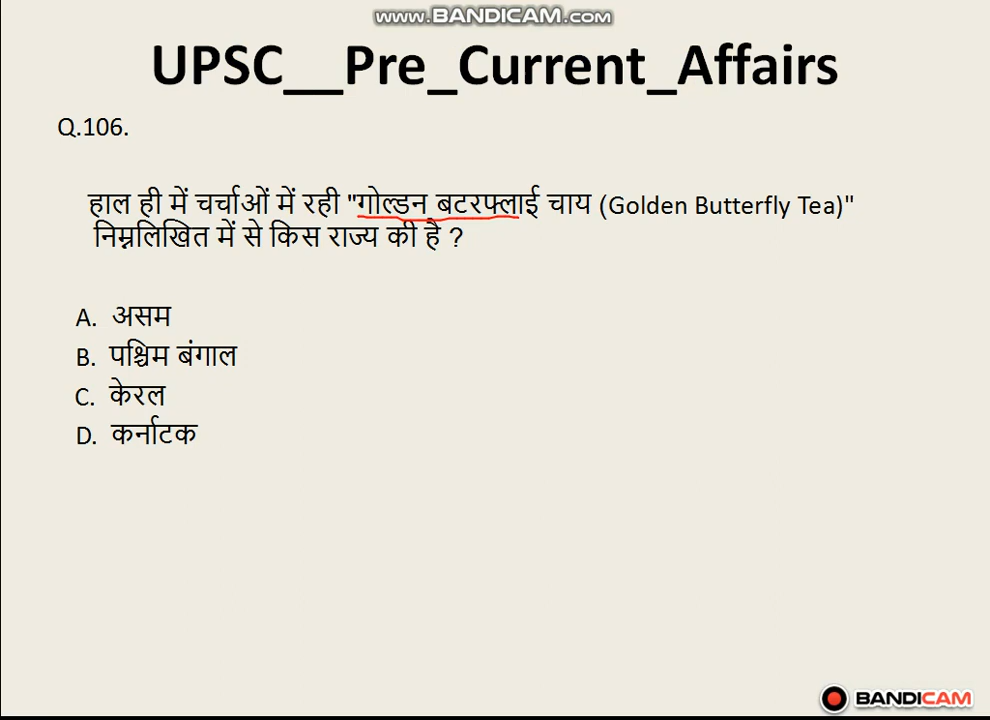 www.BANDICAM.com
UPSC__Pre_Current_Affairs
Q.106.
हाल ही में चर्चाओं में रही "गोल्डन बटरफ्लाई चाय (Golden Butterfly Tea)"
निम्नलिखित में से किस राज्य की है ?
A. असम
B. पश्चिम बंगाल
C. केरल
D. कर्नाटक
BANDICAM